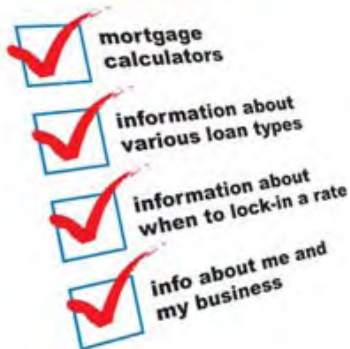 mortgage
calculators
information about
various loan types
information about
when to lock-in a rate
info about me and
my business